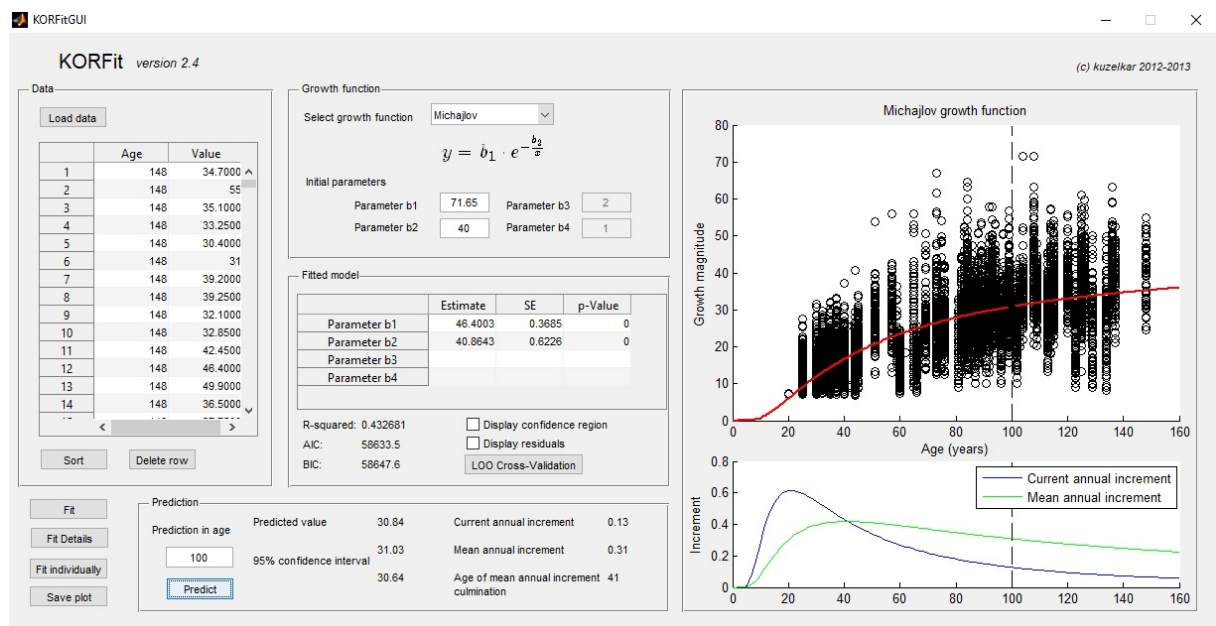 KORFitGUI
KORFit version 2.4
(c) kuzelkar 2012-2013
Data
Load data
Age Value
1 148 34.7000
2 148 55
3 148 35.1000
4 148 33.2500
5 148 30.4000
6 148 31
7 148 39.2000
8 148 39.2500
9 148 32.1000
10 148 32.8500
11 148 42.4500
12 148 46.4000
13 148 49.9000
14 148 36.5000
Sort Delete row
Growth function
Select growth function Michajlov
y = b1 · e^-b2/x
Initial parameters
Parameter b1 71.65 Parameter b3 2
Parameter b2 40 Parameter b4 1
Fitted model
Estimate SE p-Value
Parameter b1 46.4003 0.3685 0
Parameter b2 40.8643 0.6226 0
Parameter b3
Parameter b4
R-squared: 0.432681 Display confidence region
AIC: 58633.5 Display residuals
BIC: 58647.6 LOO Cross-Validation
Fit
Fit Details
Fit individually
Save plot
Prediction
Prediction in age
100
Predict
Predicted value 30.84
95% confidence interval
31.03
30.64
Current annual increment 0.13
Mean annual increment 0.31
Age of mean annual increment 41
culmination
Michajlov growth function
Growth magnitude
80
70
60
50
40
30
20
10
0
0 20 40 60 80 100 120 140 160
Age (years)
Increment
0.8
0.6
0.4
0.2
0
Current annual increment
Mean annual increment
0 20 40 60 80 100 120 140 160